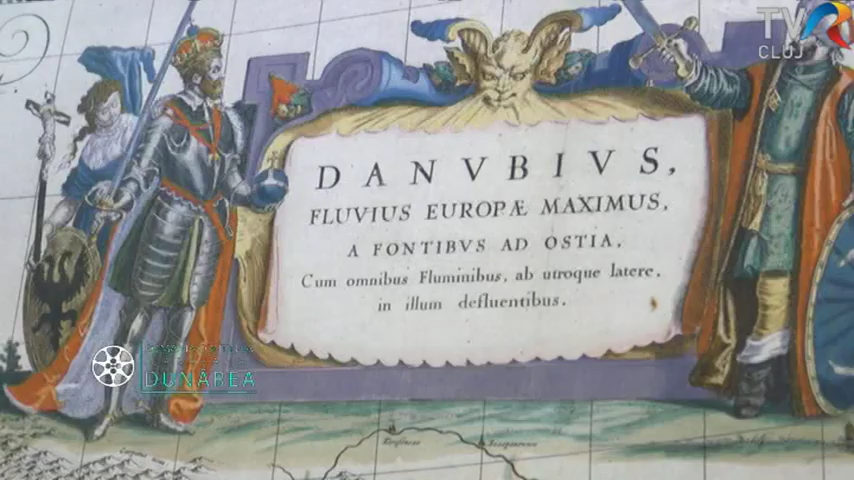 TVR
CLUJ
DANVBIVS,
FLUVIUS EUROPÆ MAXIMUS,
A FONTIBVS AD OSTIA,
Cum omnibus Fluminibus, ab utroque latere,
in illum defluentibus.
DUNĂREA